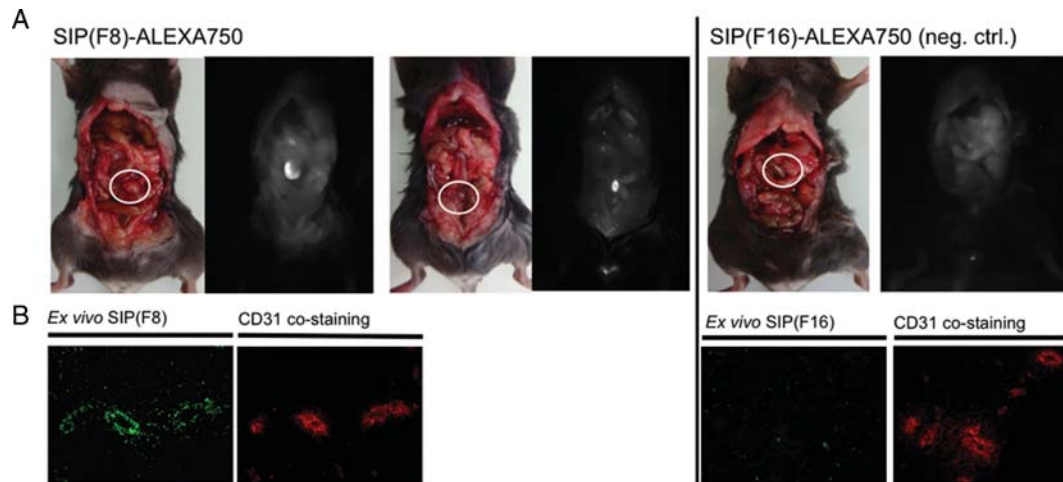 A
SIP(F8)-ALEXA750
SIP(F16)-ALEXA750 (neg. ctrl.)
B
Ex vivo SIP(F8)
CD31 co-staining
Ex vivo SIP(F16)
CD31 co-staining